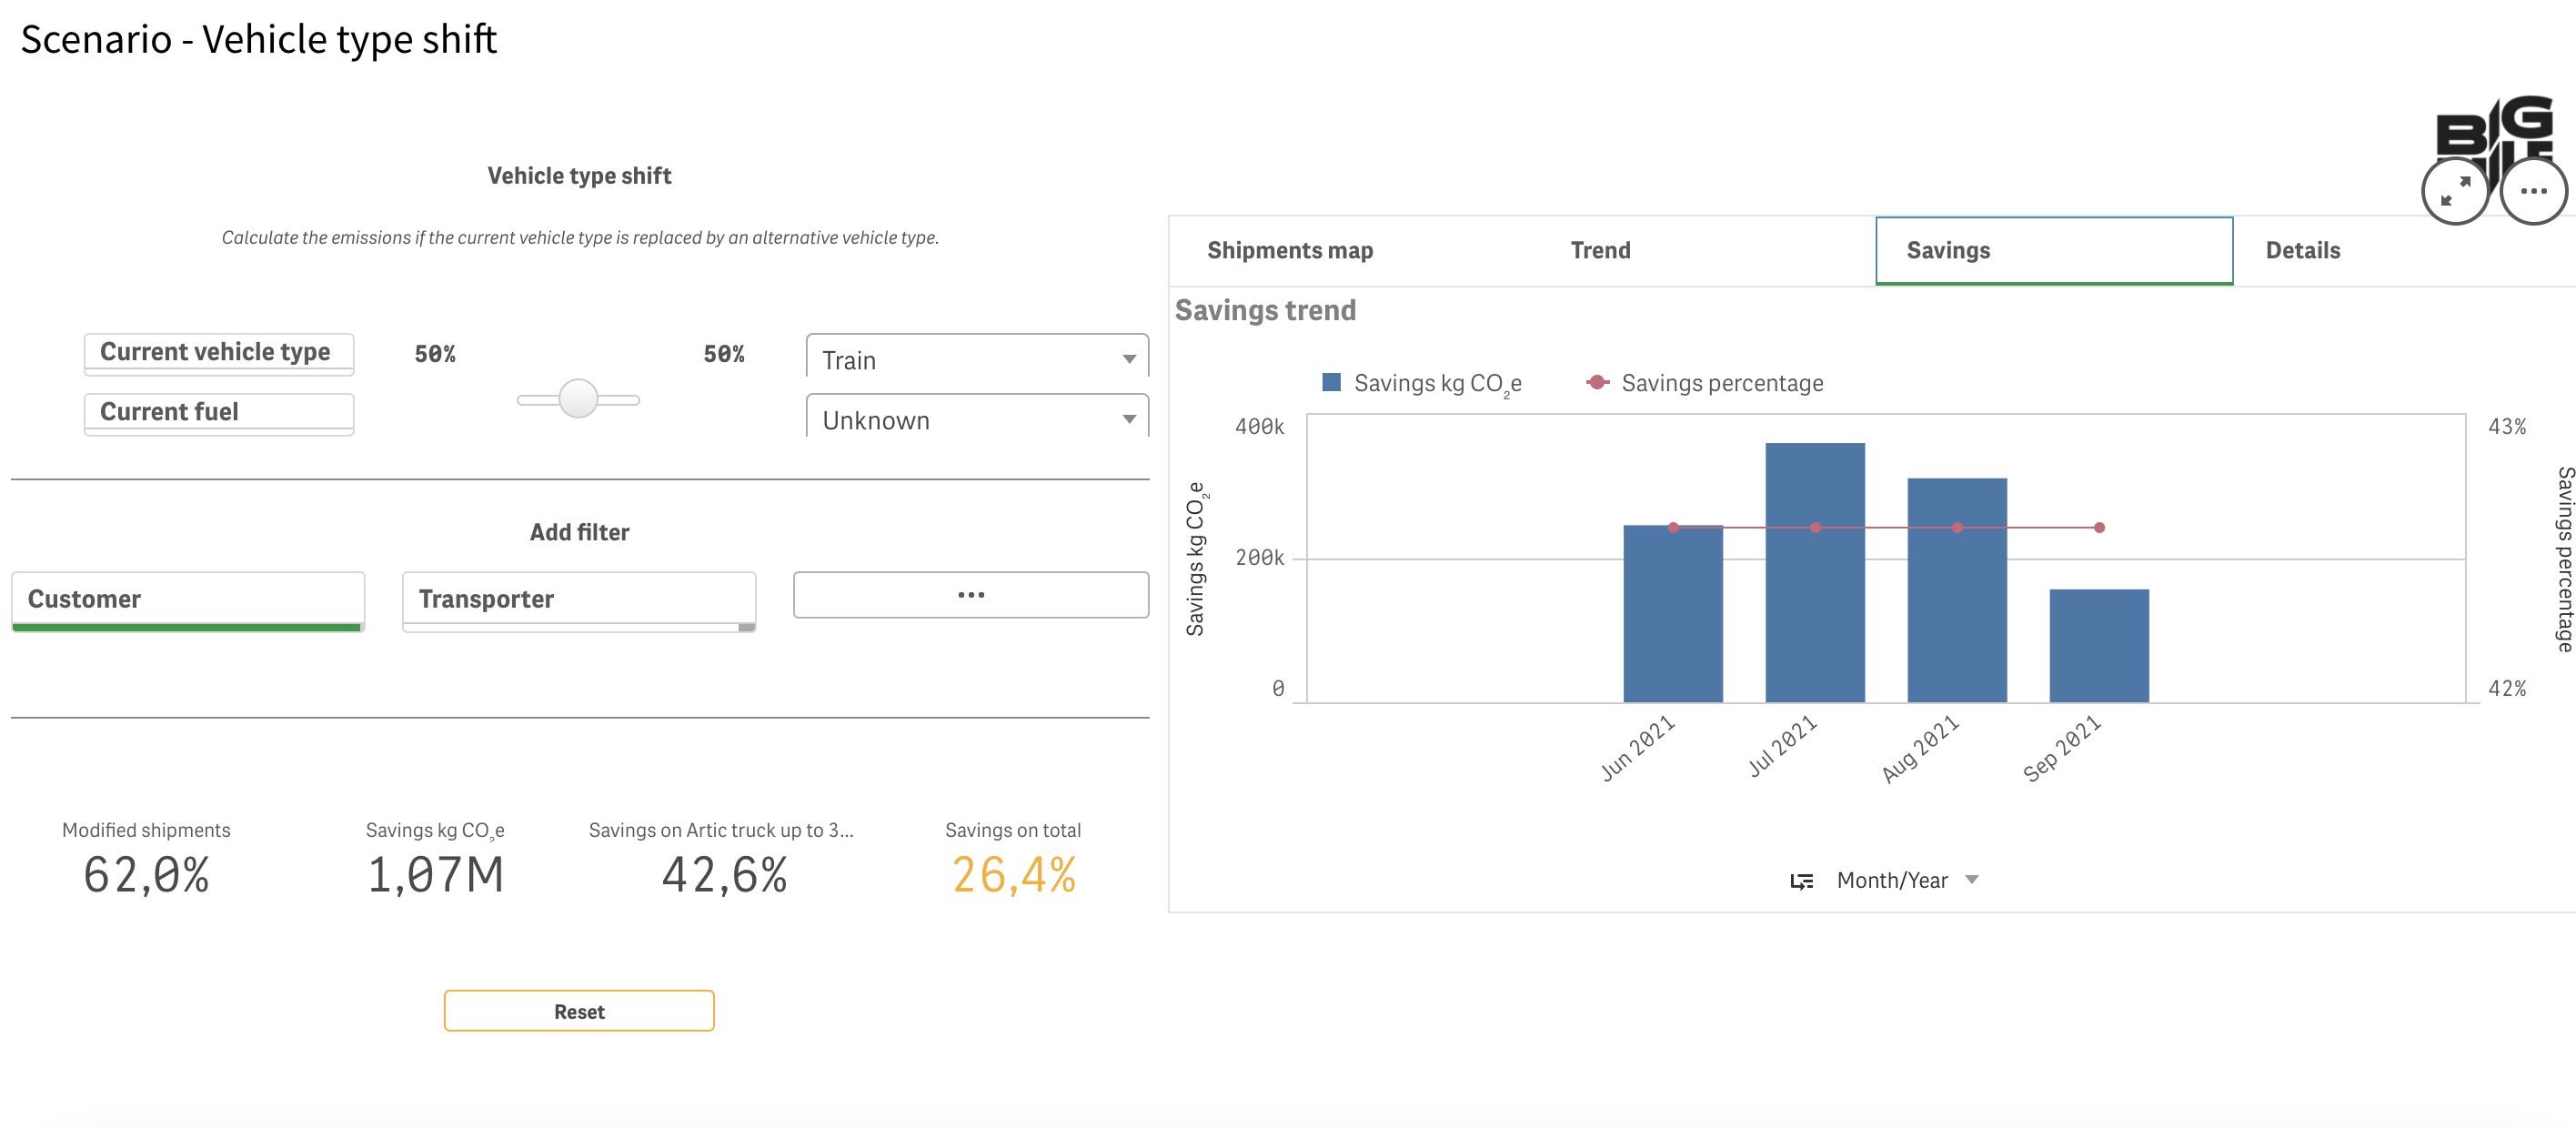 Scenario - Vehicle type shift
BIG
Vehicle type shift
Calculate the emissions if the current vehicle type is replaced by an alternative vehicle type.
Current vehicle type
50%
50%
Train
Current fuel
Unknown
Add filter
Customer
Transporter
...
Modified shipments
62,0%
Savings kg CO₂e
1,07M
Savings on Artic truck up to 3...
42,6%
Savings on total
26,4%
Reset
Shipments map
Trend
Savings
Details
Savings trend
Savings kg CO₂e
Savings percentage
400k
200k
0
Savings kg CO₂e
43%
42%
Savings percentage
Jun 2021
Jul 2021
Aug 2021
Sep 2021
Month/Year